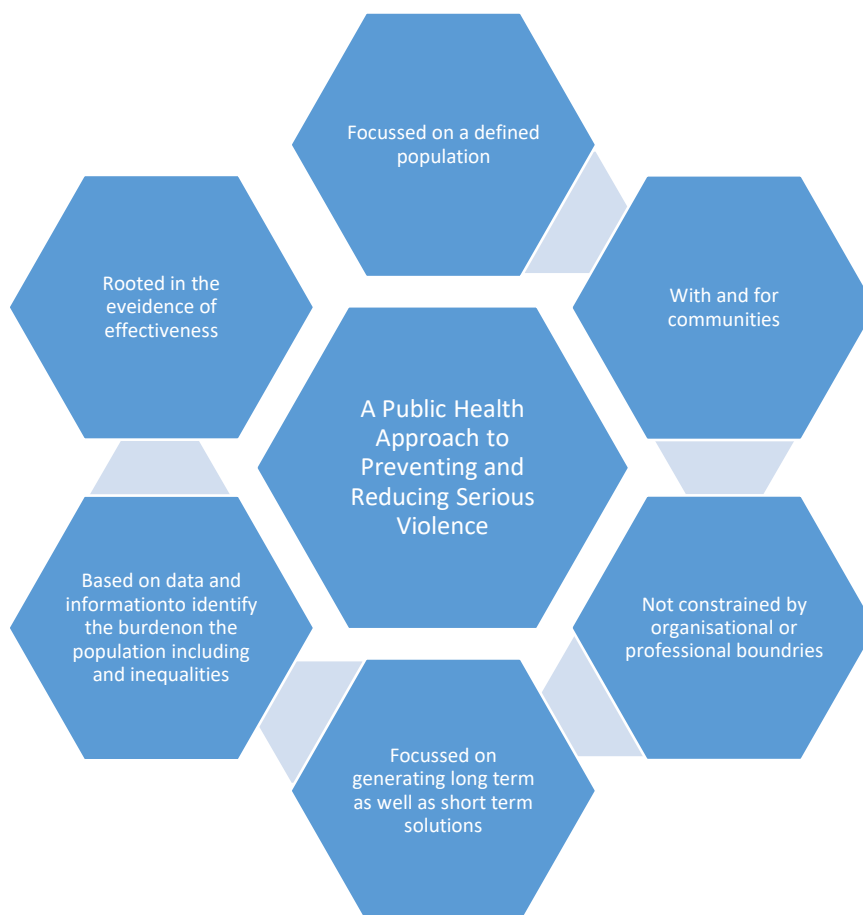 Focussed on a defined
population
With and for
communities
Not constrained by
organisational or
professional boundries
Focussed on
generating long term
as well as short term
solutions
Based on data and
informationto identify
the burdenon the
population including
and inequalities
Rooted in the
eveidence of
effectiveness
A Public Health
Approach to
Preventing and
Reducing Serious
Violence